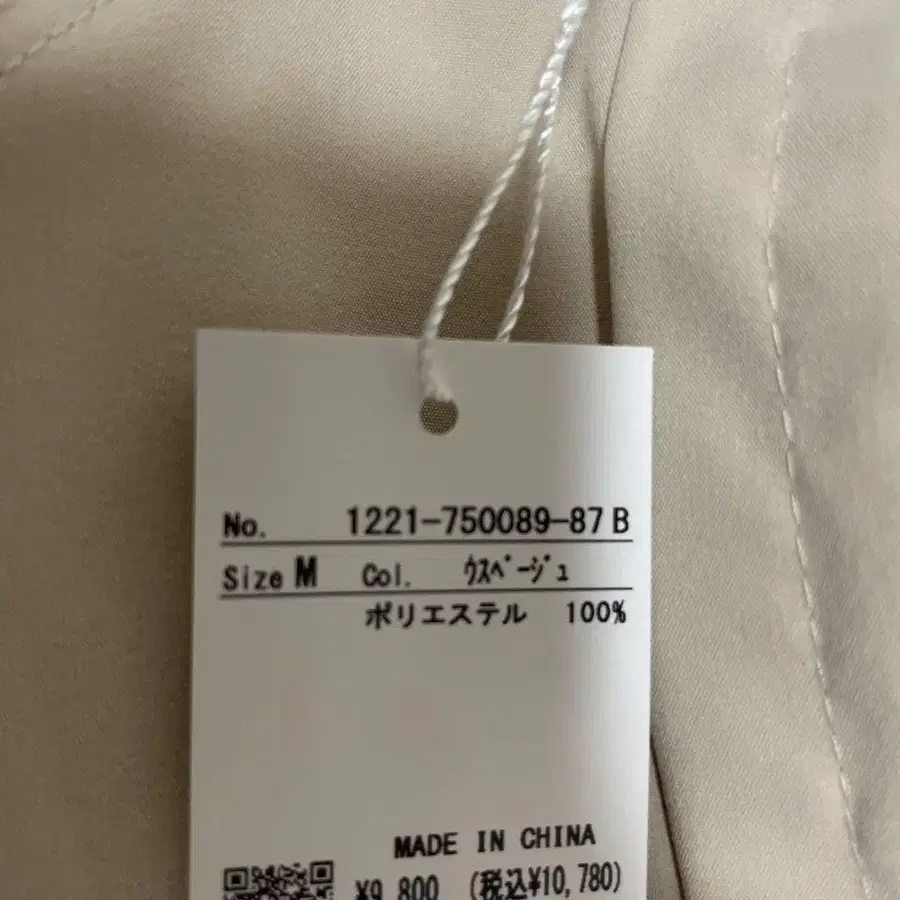 No. 1221-750089-87 B
Size M Col. ｳｽﾍﾞｰｼﾞｭ
ポリエステル 100%
MADE IN CHINA
¥9,800 (税込¥10,780)